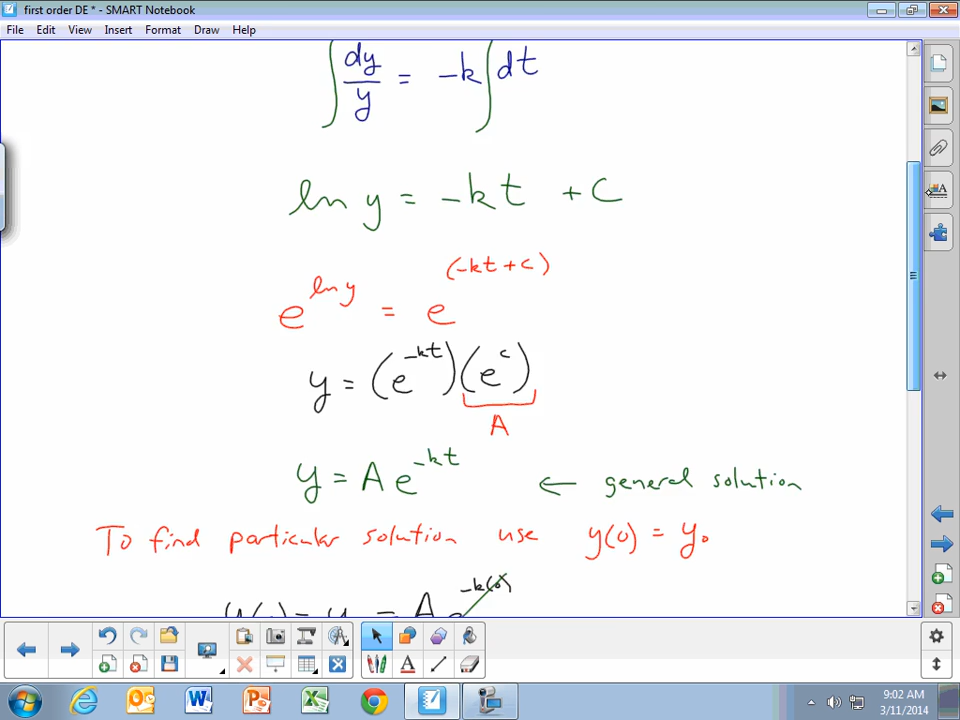 first order DE * - SMART Notebook
File Edit View Insert Format Draw Help
∫ dy/y = -k ∫ dt
ln y = -kt + C
e^(ln y) = e^(-kt + c)
y = (e^(-kt)) (e^c)
A
y = A e^(-kt) ← general solution
To find particular solution use y(0) = y₀
= A e^(-k(0))
9:02 AM
3/11/2014